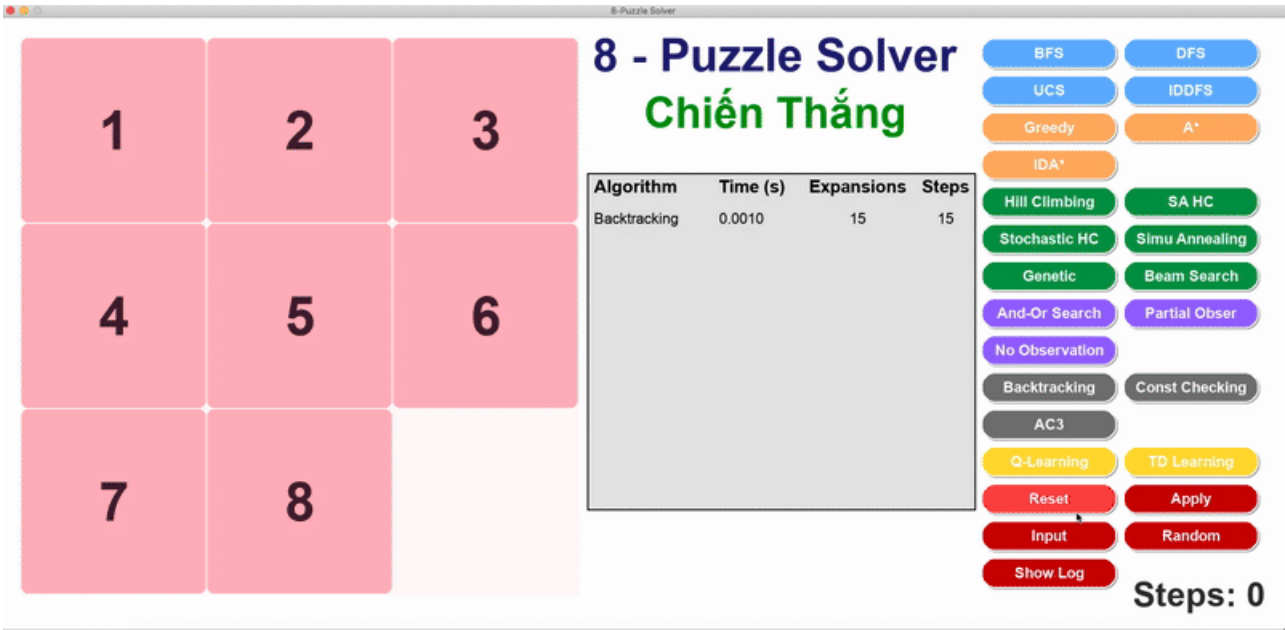 8-Puzzle Solver
1 2 3
4 5 6
7 8
8 - Puzzle Solver
Chiến Thắng
Algorithm Time (s) Expansions Steps
Backtracking 0.0010 15 15
BFS DFS
UCS IDDFS
Greedy A*
IDA*
Hill Climbing SA HC
Stochastic HC Simu Annealing
Genetic Beam Search
And-Or Search Partial Obser
No Observation
Backtracking Const Checking
AC3
Q-Learning TD Learning
Reset Apply
Input Random
Show Log
Steps: 0